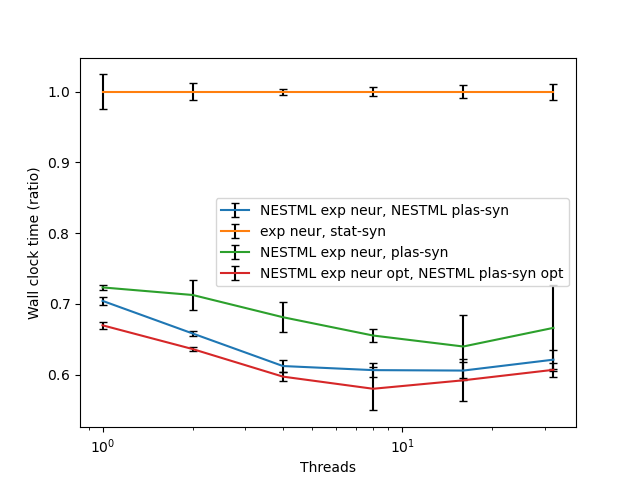 1.0
0.9
0.8
0.7
0.6
Wall clock time (ratio)
NESTML exp neur, NESTML plas-syn
exp neur, stat-syn
NESTML exp neur, plas-syn
NESTML exp neur opt, NESTML plas-syn opt
10⁰
10¹
Threads